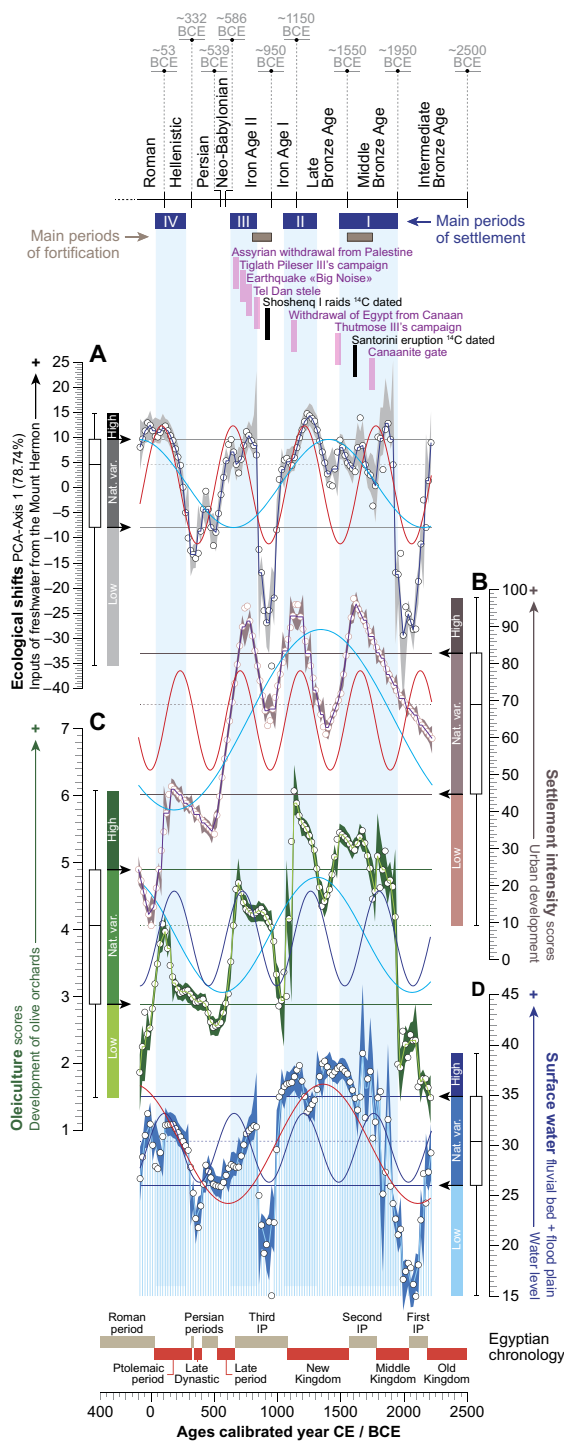 ~53 BCE
~332 BCE
~539 BCE
~586 BCE
~950 BCE
~1150 BCE
~1550 BCE
~1950 BCE
~2500 BCE
Roman
Hellenistic
Persian
Neo-Babylonian
Iron Age II
Iron Age I
Late
Bronze Age
Middle
Bronze Age
Intermediate
Bronze Age
IV
III
II
I
Main periods
of settlement
Main periods
of fortification
Assyrian withdrawal from Palestine
Tiglath Pileser III's campaign
Earthquake «Big Noise»
Tel Dan stele
Shoshenq I raids ¹⁴C dated
Withdrawal of Egypt from Canaan
Thutmose III's campaign
Santorini eruption ¹⁴C dated
Canaanite gate
A
Ecological shifts PCA-Axis 1 (78.74%)
Inputs of freshwater from the Mount Hermon
+
25
20
15
10
5
0
−5
−10
−15
−20
−25
−30
−35
−40
High
Nat. var.
Low
B
+
100
90
80
70
60
50
40
30
20
10
0
High
Nat. var.
Low
Settlement intensity scores
Urban development
C
+
7
6
5
4
3
2
1
High
Nat. var.
Low
Oleiculture scores
Development of olive orchards
D
+
45
40
35
30
25
20
15
High
Nat. var.
Low
Surface water fluvial bed + flood plain
Water level
Roman
period
Persian
periods
Third
IP
Second
IP
First
IP
Egyptian
chronology
Ptolemaic
period
Late
Dynastic
Late
period
New
Kingdom
Middle
Kingdom
Old
Kingdom
400 0 500 1000 1500 2000 2500
Ages calibrated year CE / BCE